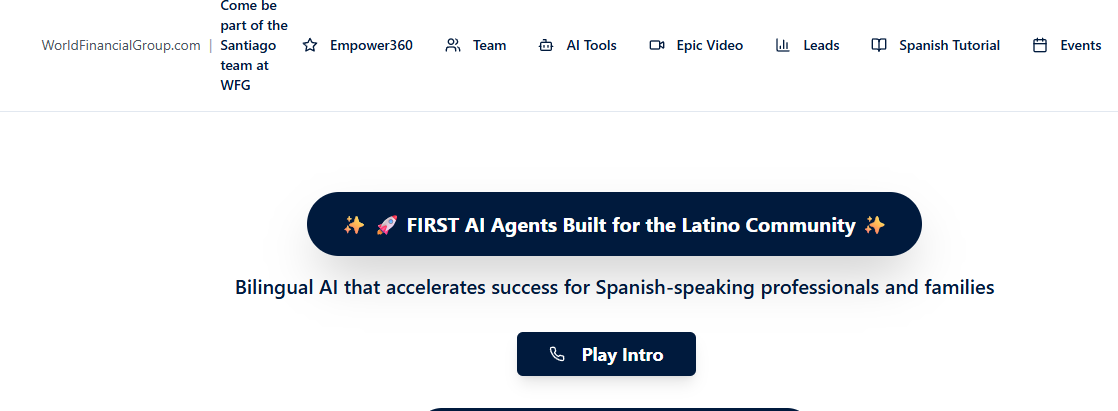 WorldFinancialGroup.com | Come be
part of the
Santiago
team at
WFG
Empower360
Team
AI Tools
Epic Video
Leads
Spanish Tutorial
Events
✨ 🚀 FIRST AI Agents Built for the Latino Community ✨
Bilingual AI that accelerates success for Spanish-speaking professionals and families
Play Intro